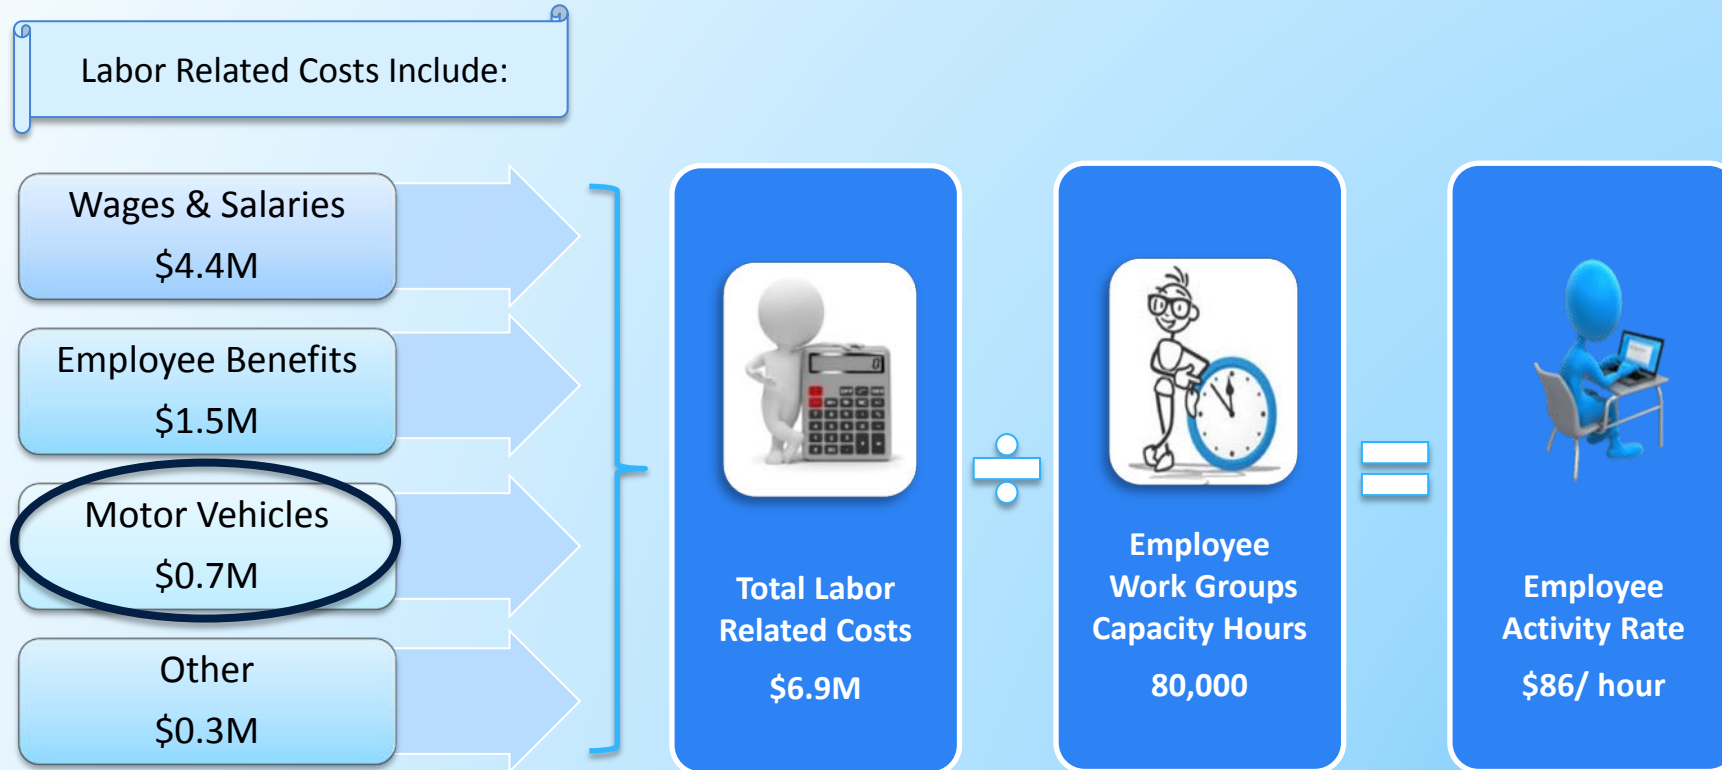 Labor Related Costs Include:
Wages & Salaries
$4.4M
Employee Benefits
$1.5M
Motor Vehicles
$0.7M
Other
$0.3M
Total Labor
Related Costs
$6.9M
Employee
Work Groups
Capacity Hours
80,000
Employee
Activity Rate
$86/ hour